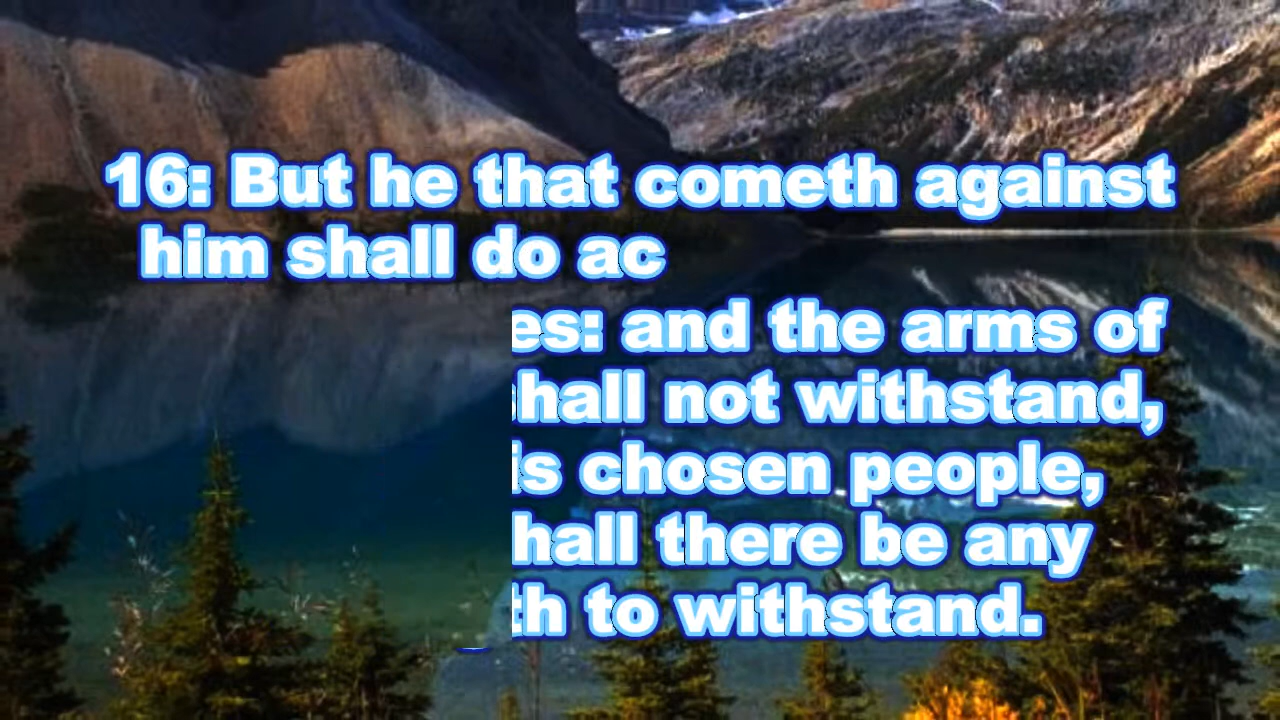 16: But he that cometh against
him shall do ac
es: and the arms of
hall not withstand,
is chosen people,
hall there be any
th to withstand.